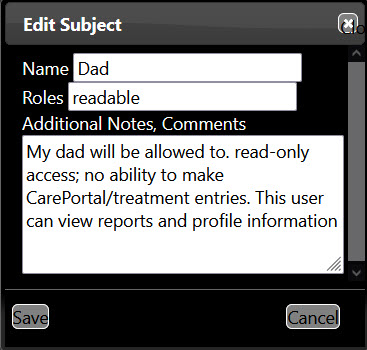 Edit Subject
Name Dad
Roles readable
Additional Notes, Comments
My dad will be allowed to. read-only
access; no ability to make
CarePortal/treatment entries. This user
can view reports and profile information
Save Cancel